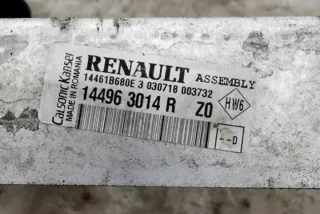 RENAULT ASSEMBLY
14461B680E 3 030718 003732
14496 3014 R Z0
HW6
--D
Calsonic Kansei
MADE IN ROMANIA